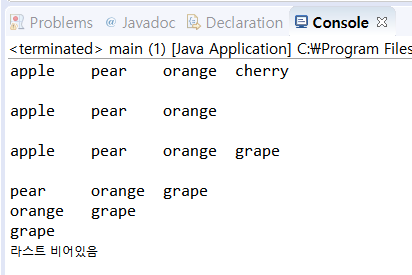 Problems @ Javadoc Declaration Console
<terminated> main (1) [Java Application] C:₩Program Files
apple pear orange cherry
apple pear orange
apple pear orange grape
pear orange grape
orange grape
grape
라스트 비어있음